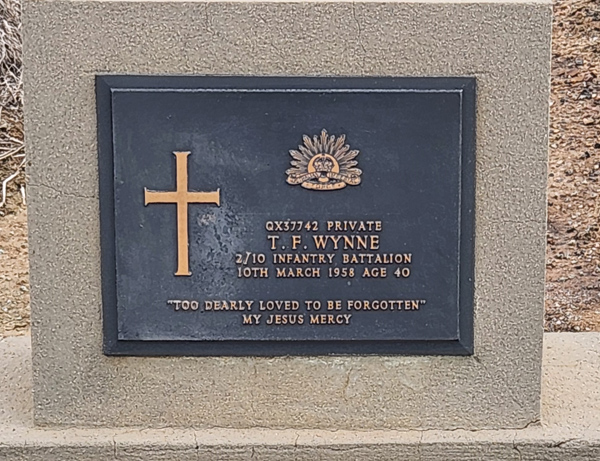 QX37742 PRIVATE
T. F. WYNNE
2/10 INFANTRY BATTALION
10TH MARCH 1958 AGE 40
"TOO DEARLY LOVED TO BE FORGOTTEN"
MY JESUS MERCY